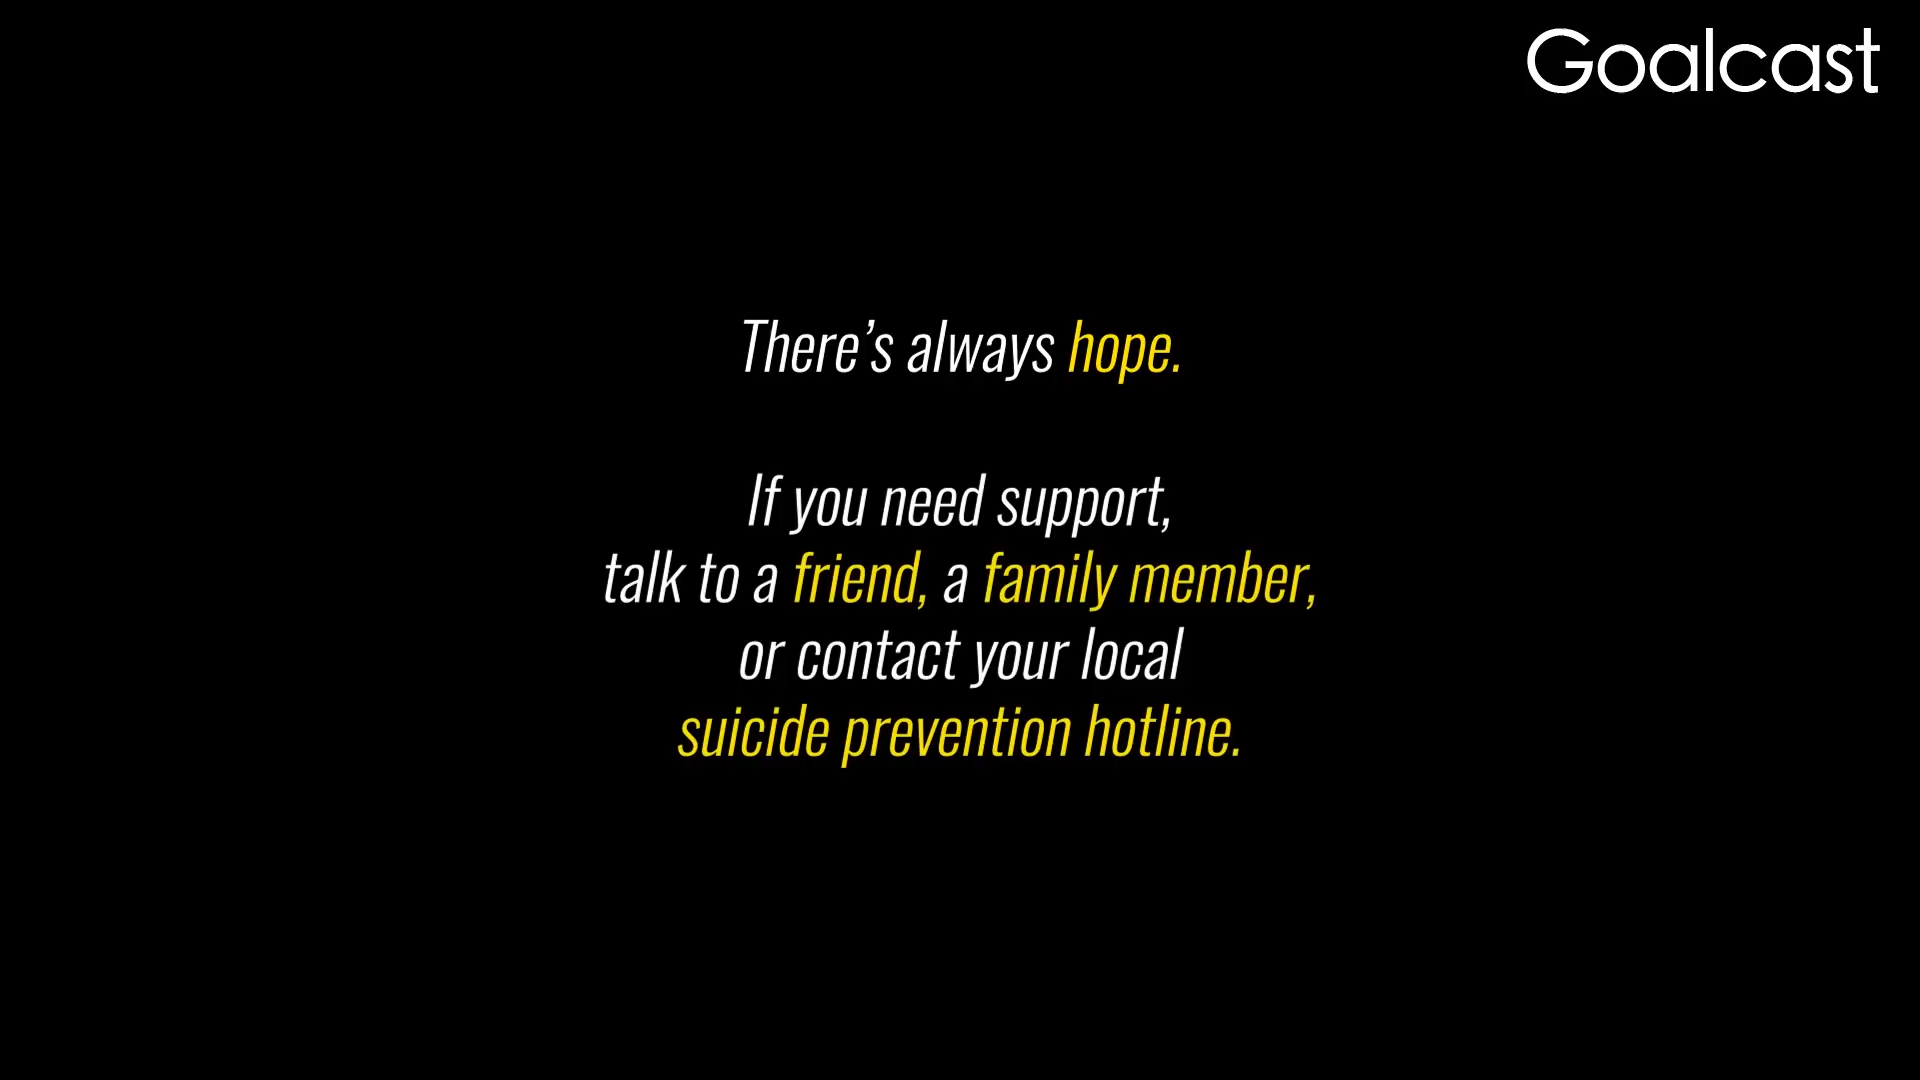 Goalcast
There’s always hope.
If you need support,
talk to a friend, a family member,
or contact your local
suicide prevention hotline.